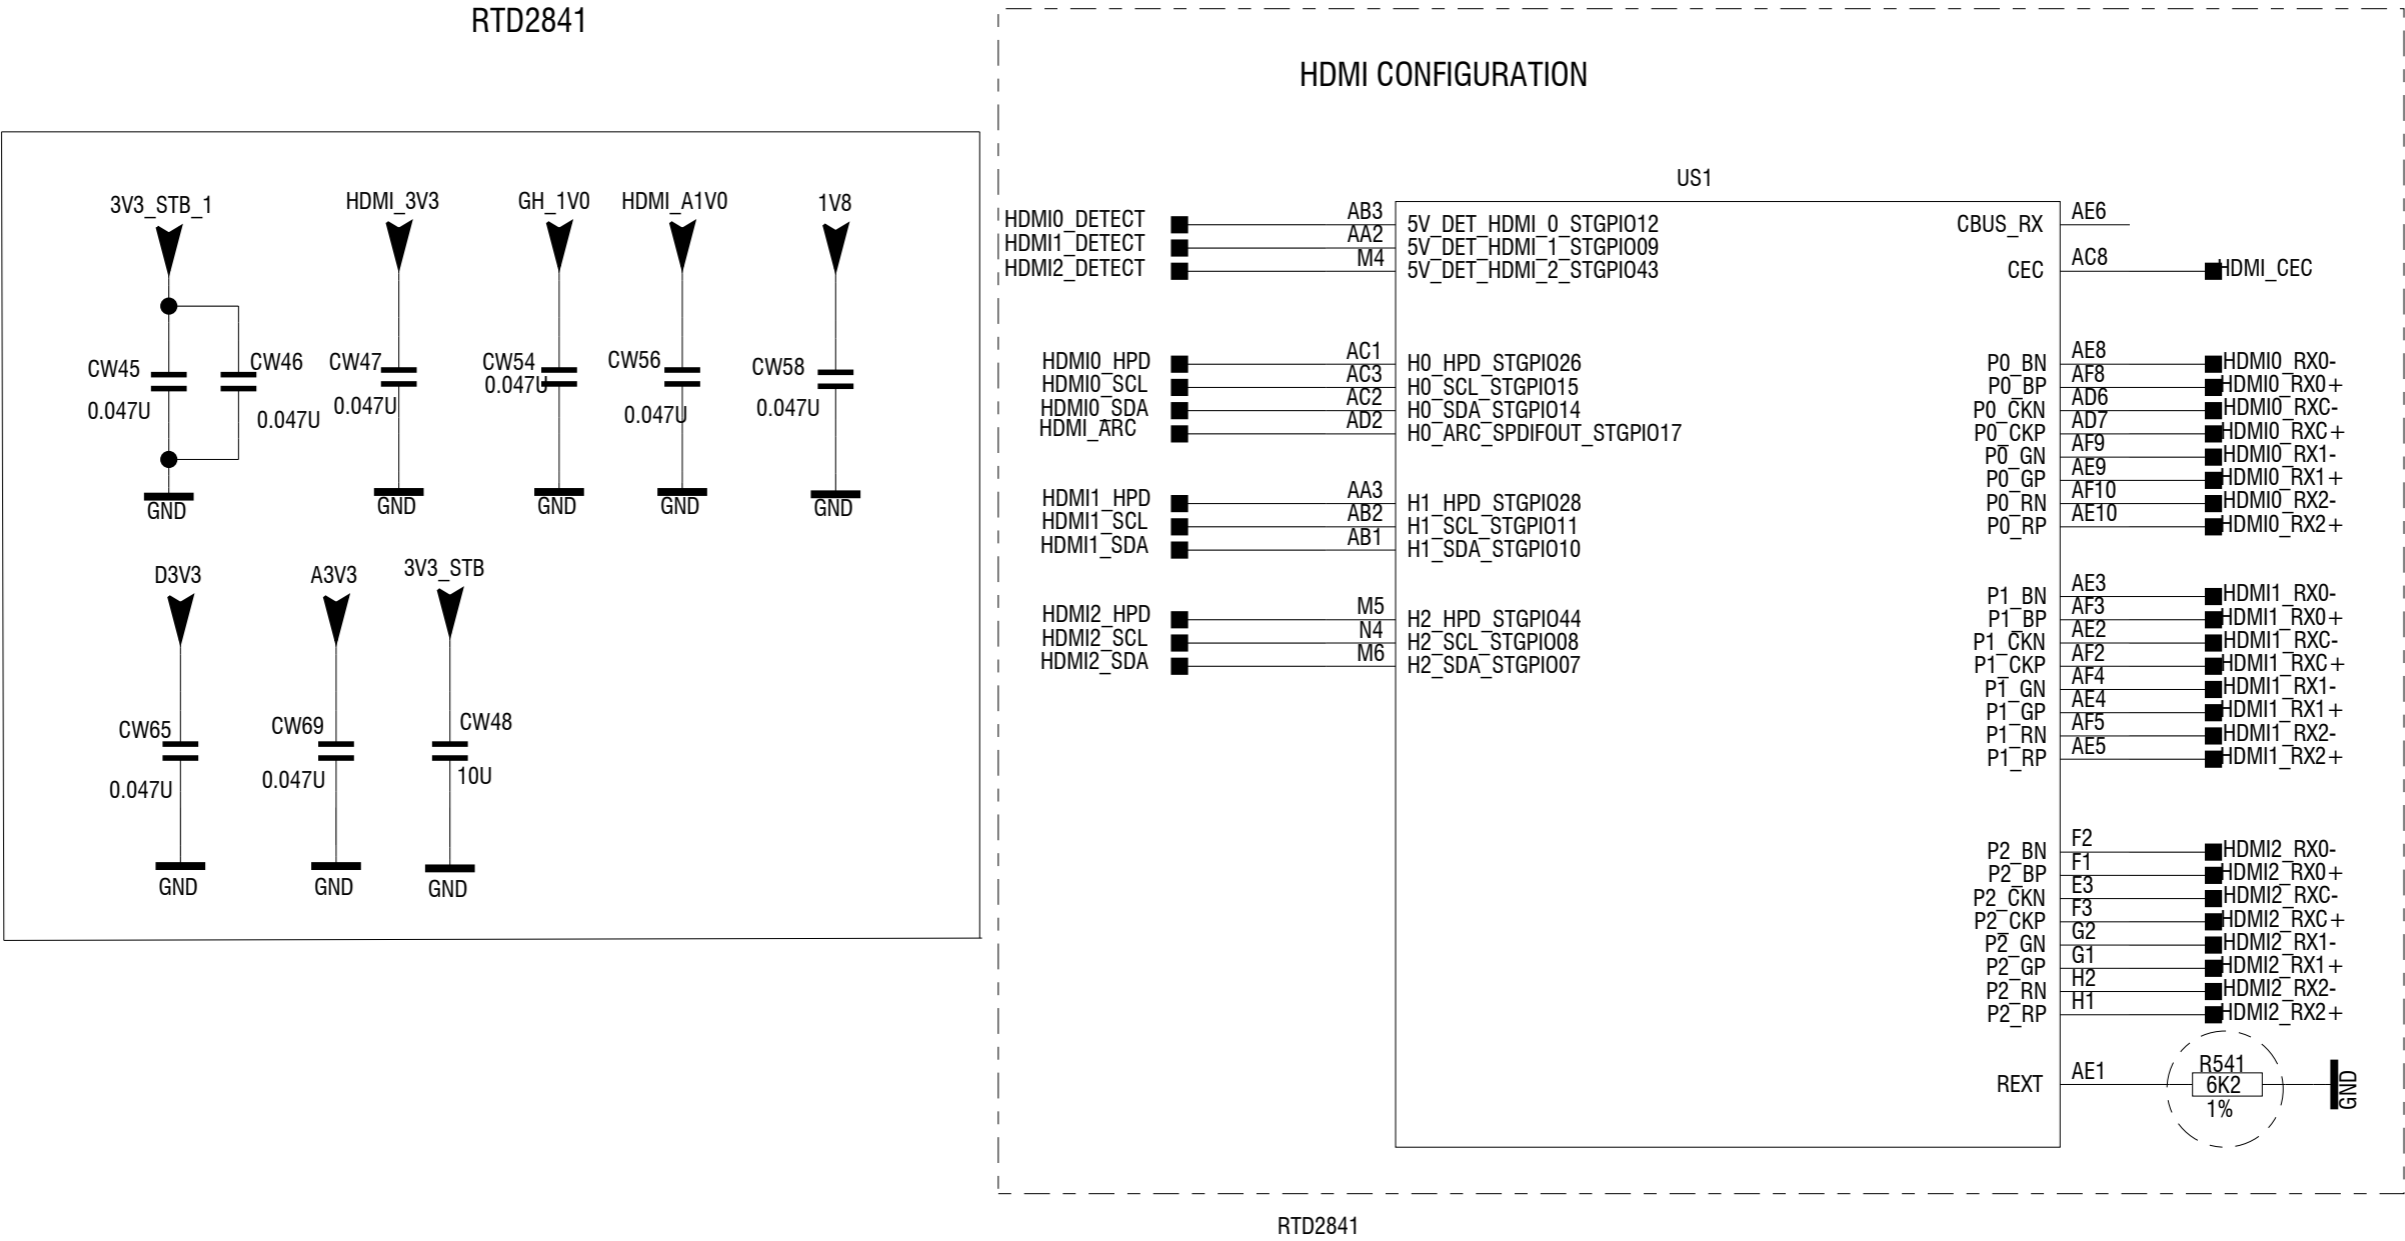 RTD2841
HDMI CONFIGURATION
3V3_STB_1
HDMI_3V3
GH_1V0
HDMI_A1V0
1V8
CW45
0.047U
CW46
0.047U
CW47
0.047U
CW54
0.047U
CW56
0.047U
CW58
0.047U
GND
GND
GND
GND
GND
D3V3
A3V3
3V3_STB
CW65
0.047U
CW69
0.047U
CW48
10U
GND
GND
GND
US1
HDMI0_DETECT AB3 5V_DET_HDMI_0_STGPIO12
HDMI1_DETECT AA2 5V_DET_HDMI_1_STGPIO09
HDMI2_DETECT M4 5V_DET_HDMI_2_STGPIO43
HDMI0_HPD AC1 H0_HPD_STGPIO26
HDMI0_SCL AC3 H0_SCL_STGPIO15
HDMI0_SDA AC2 H0_SDA_STGPIO14
HDMI_ARC AD2 H0_ARC_SPDIFOUT_STGPIO17
HDMI1_HPD AA3 H1_HPD_STGPIO28
HDMI1_SCL AB2 H1_SCL_STGPIO11
HDMI1_SDA AB1 H1_SDA_STGPIO10
HDMI2_HPD M5 H2_HPD_STGPIO44
HDMI2_SCL N4 H2_SCL_STGPIO08
HDMI2_SDA M6 H2_SDA_STGPIO07
CBUS_RX AE6
CEC AC8 HDMI_CEC
P0_BN AE8 HDMI0_RX0-
P0_BP AF8 HDMI0_RX0+
P0_CKN AD6 HDMI0_RXC-
P0_CKP AD7 HDMI0_RXC+
P0_GN AF9 HDMI0_RX1-
P0_GP AE9 HDMI0_RX1+
P0_RN AF10 HDMI0_RX2-
P0_RP AE10 HDMI0_RX2+
P1_BN AE3 HDMI1_RX0-
P1_BP AF3 HDMI1_RX0+
P1_CKN AE2 HDMI1_RXC-
P1_CKP AF2 HDMI1_RXC+
P1_GN AF4 HDMI1_RX1-
P1_GP AE4 HDMI1_RX1+
P1_RN AF5 HDMI1_RX2-
P1_RP AE5 HDMI1_RX2+
P2_BN F2 HDMI2_RX0-
P2_BP F1 HDMI2_RX0+
P2_CKN E3 HDMI2_RXC-
P2_CKP F3 HDMI2_RXC+
P2_GN G2 HDMI2_RX1-
P2_GP G1 HDMI2_RX1+
P2_RN H2 HDMI2_RX2-
P2_RP H1 HDMI2_RX2+
REXT AE1
R541
6K2
1%
GND
RTD2841